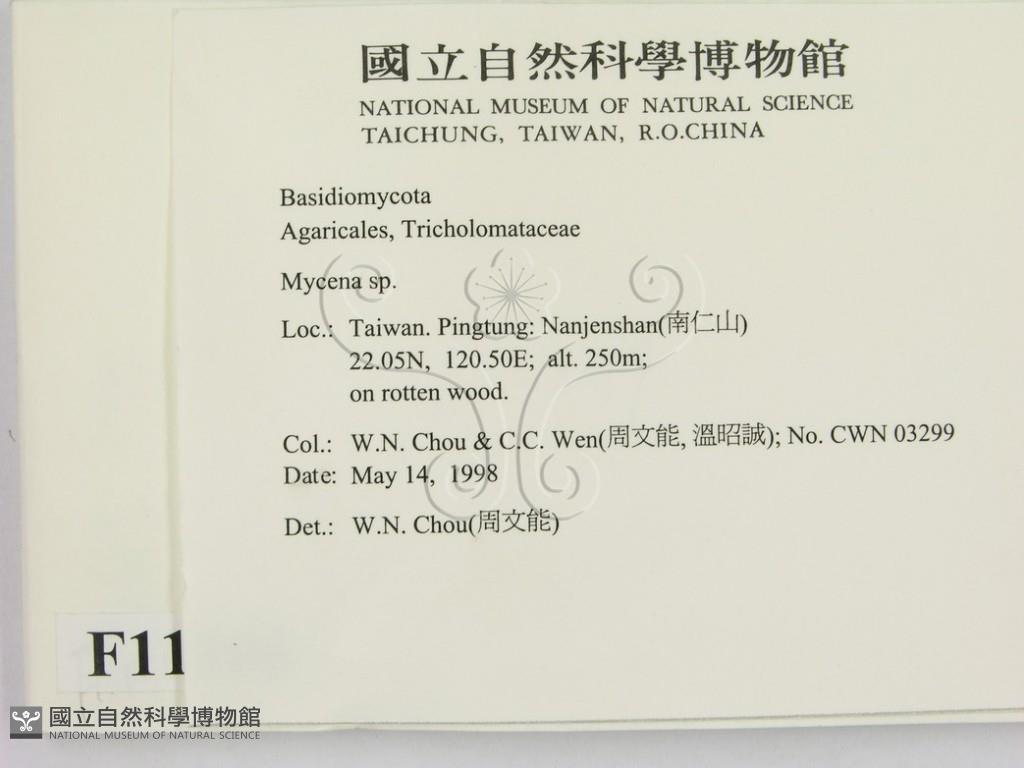 國立自然科學博物館
NATIONAL MUSEUM OF NATURAL SCIENCE
TAICHUNG, TAIWAN, R.O.CHINA
Basidiomycota
Agaricales, Tricholomataceae
Mycena sp.
Loc.: Taiwan. Pingtung: Nanjenshan(南仁山)
22.05N, 120.50E; alt. 250m;
on rotten wood.
Col.: W.N. Chou & C.C. Wen(周文能, 溫昭誠); No. CWN 03299
Date: May 14, 1998
Det.: W.N. Chou(周文能)
F11
國立自然科學博物館
NATIONAL MUSEUM OF NATURAL SCIENCE